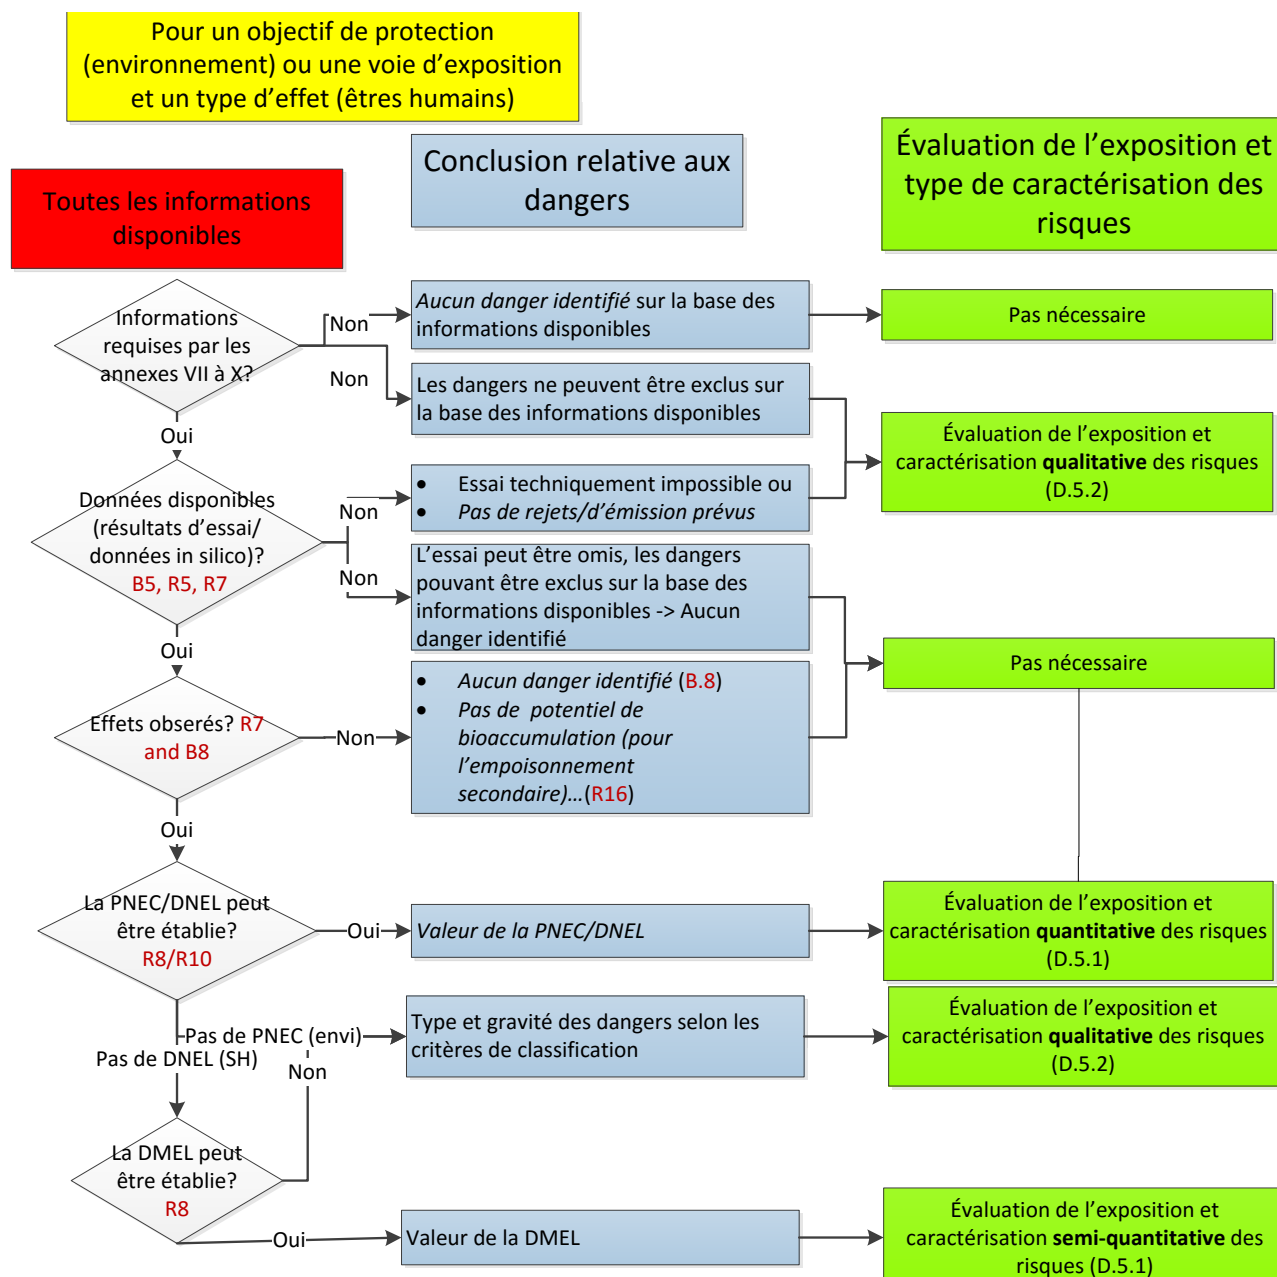 Pour un objectif de protection
(environnement) ou une voie d’exposition
et un type d’effet (êtres humains)
Conclusion relative aux
dangers
Évaluation de l’exposition et
type de caractérisation des
risques
Toutes les informations
disponibles
Informations
requises par les
annexes VII à X?
Non
Aucun danger identifié sur la base des
informations disponibles
Pas nécessaire
Non
Les dangers ne peuvent être exclus sur
la base des informations disponibles
Oui
Évaluation de l’exposition et
caractérisation qualitative des risques
(D.5.2)
Données disponibles
(résultats d’essai/
données in silico)?
B5, R5, R7
Non
• Essai techniquement impossible ou
• Pas de rejets/d’émission prévus
Non
L’essai peut être omis, les dangers
pouvant être exclus sur la base des
informations disponibles -> Aucun
danger identifié
Oui
Pas nécessaire
Effets obserés? R7
and B8
Non
• Aucun danger identifié (B.8)
• Pas de potentiel de
bioaccumulation (pour
l’empoisonnement
secondaire)…(R16)
Oui
La PNEC/DNEL peut
être établie?
R8/R10
Oui
Valeur de la PNEC/DNEL
Évaluation de l’exposition et
caractérisation quantitative des risques
(D.5.1)
Pas de PNEC (envi)
Pas de DNEL (SH)
Non
Type et gravité des dangers selon les
critères de classification
Évaluation de l’exposition et
caractérisation qualitative des risques
(D.5.2)
La DMEL peut
être établie?
R8
Oui
Valeur de la DMEL
Évaluation de l’exposition et
caractérisation semi-quantitative des
risques (D.5.1)